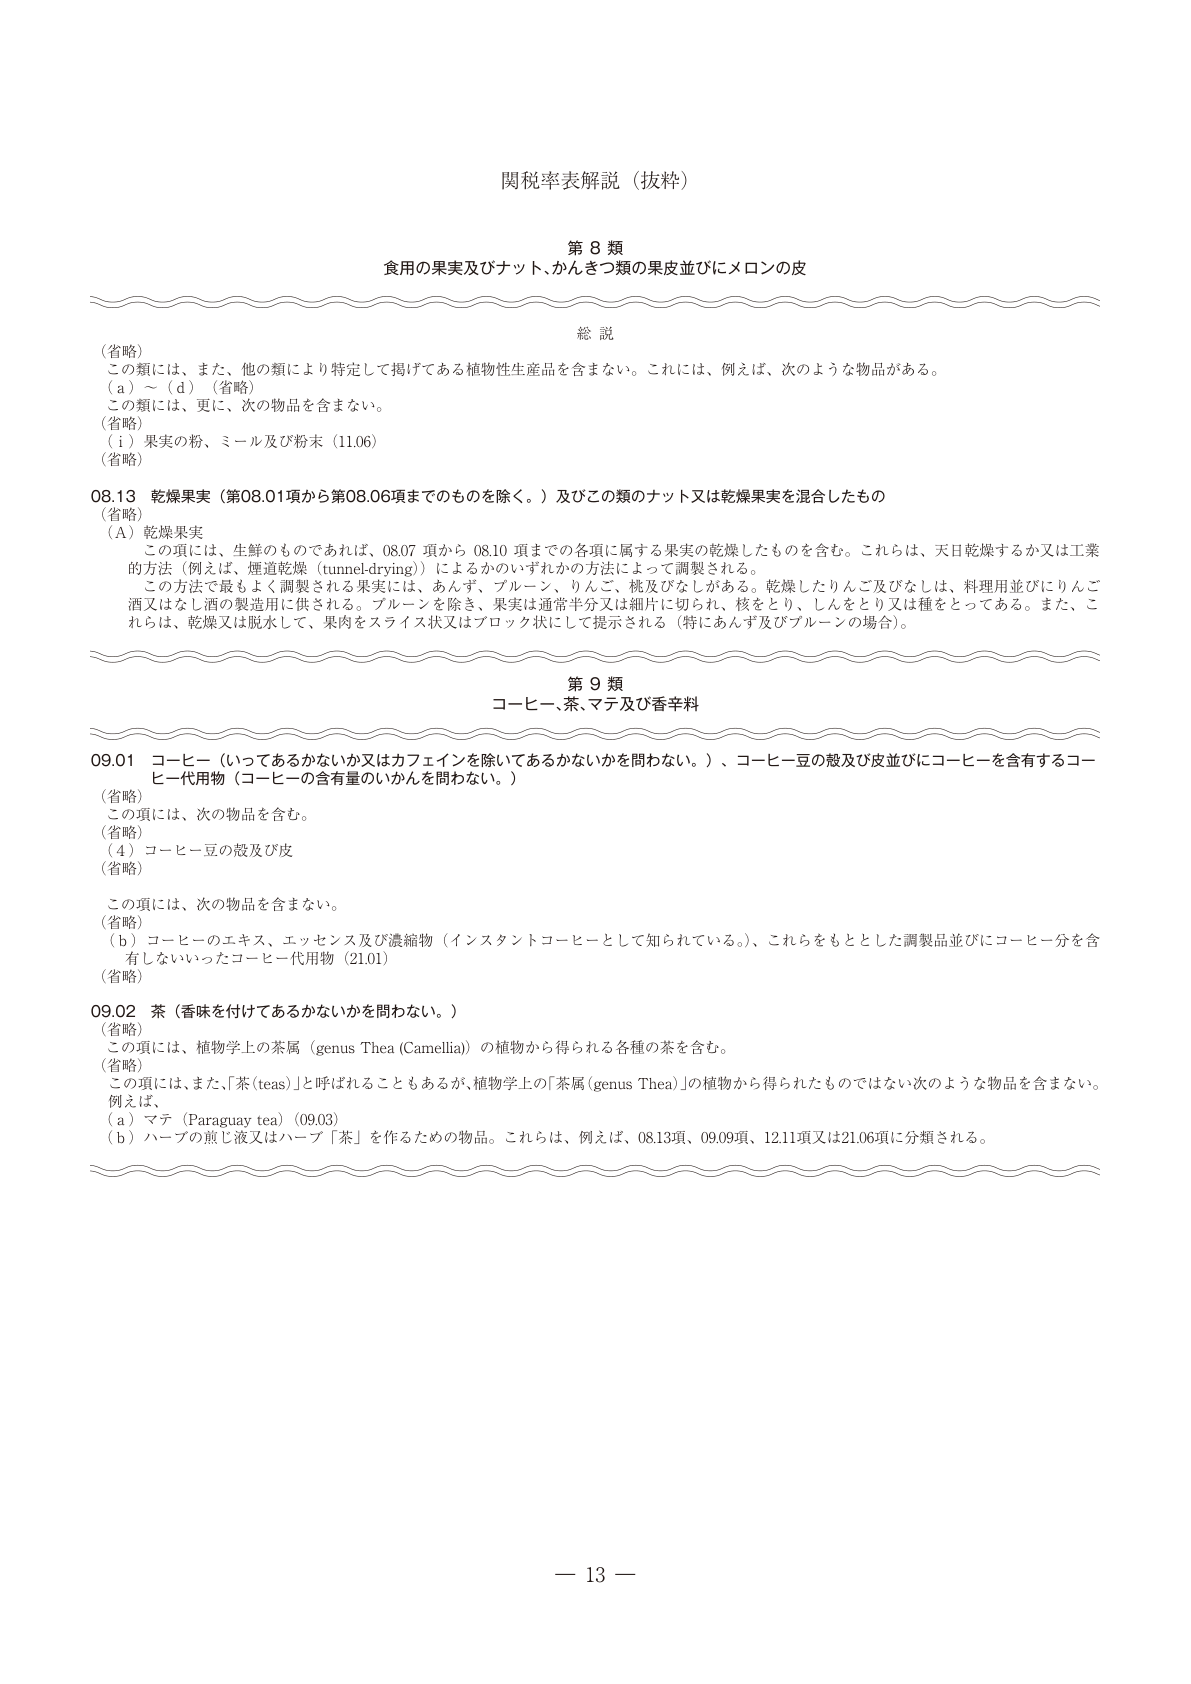 関税率表解説（抜粋）
第 8 類
食用の果実及びナット、かんきつ類の果皮並びにメロンの皮
総 説
（省略）
この類には、また、他の類により特定して掲げてある植物性生産品を含まない。これには、例えば、次のような物品がある。
（ａ）～（ｄ）（省略）
この類には、更に、次の物品を含まない。
（省略）
（ｉ）果実の粉、ミール及び粉末（11.06）
（省略）
08.13　乾燥果実（第08.01項から第08.06項までのものを除く。）及びこの類のナット又は乾燥果実を混合したもの
（省略）
（A）乾燥果実
この項には、生鮮のものであれば、08.07 項から 08.10 項までの各項に属する果実の乾燥したものを含む。これらは、天日乾燥するか又は工業
的方法（例えば、煙道乾燥（tunnel-drying））によるかのいずれかの方法によって調製される。
この方法で最もよく調製される果実には、あんず、プルーン、りんご、桃及びなしがある。乾燥したりんご及びなしは、料理用並びにりんご
酒又はなし酒の製造用に供される。プルーンを除き、果実は通常半分又は細片に切られ、核をとり、しんをとり又は種をとってある。また、こ
れらは、乾燥又は脱水して、果肉をスライス状又はブロック状にして提示される（特にあんず及びプルーンの場合）。
第 9 類
コーヒー、茶、マテ及び香辛料
09.01　コーヒー（いってあるかないか又はカフェインを除いてあるかないかを問わない。）、コーヒー豆の殻及び皮並びにコーヒーを含有するコー
ヒー代用物（コーヒーの含有量のいかんを問わない。）
（省略）
この項には、次の物品を含む。
（省略）
（４）コーヒー豆の殻及び皮
（省略）
この項には、次の物品を含まない。
（省略）
（ｂ）コーヒーのエキス、エッセンス及び濃縮物（インスタントコーヒーとして知られている。）、これらをもととした調製品並びにコーヒー分を含
有しないいったコーヒー代用物（21.01）
（省略）
09.02　茶（香味を付けてあるかないかを問わない。）
（省略）
この項には、植物学上の茶属（genus Thea (Camellia)）の植物から得られる各種の茶を含む。
（省略）
この項には、また、「茶（teas）」と呼ばれることもあるが、植物学上の「茶属（genus Thea）」の植物から得られたものではない次のような物品を含まない。
例えば、
（ａ）マテ（Paraguay tea）（09.03）
（ｂ）ハーブの煎じ液又はハーブ「茶」を作るための物品。これらは、例えば、08.13項、09.09項、12.11項又は21.06項に分類される。
― 13 ―